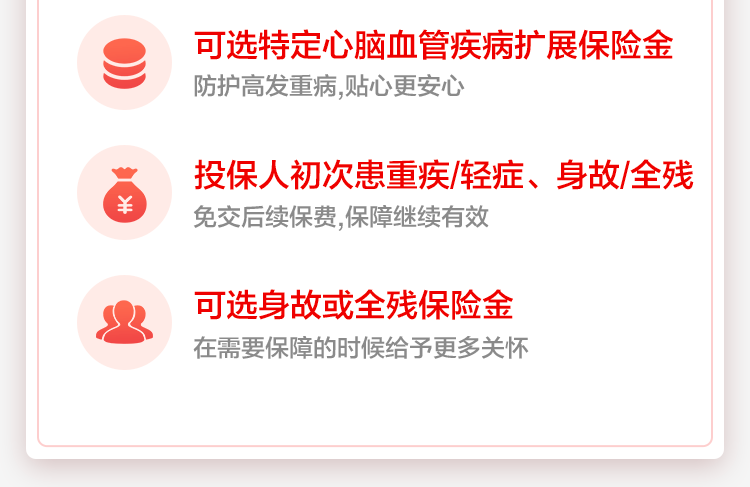 可选特定心脑血管疾病扩展保险金
防护高发重病,贴心更安心
投保人初次患重疾/轻症、身故/全残
免交后续保费,保障继续有效
可选身故或全残保险金
在需要保障的时候给予更多关怀